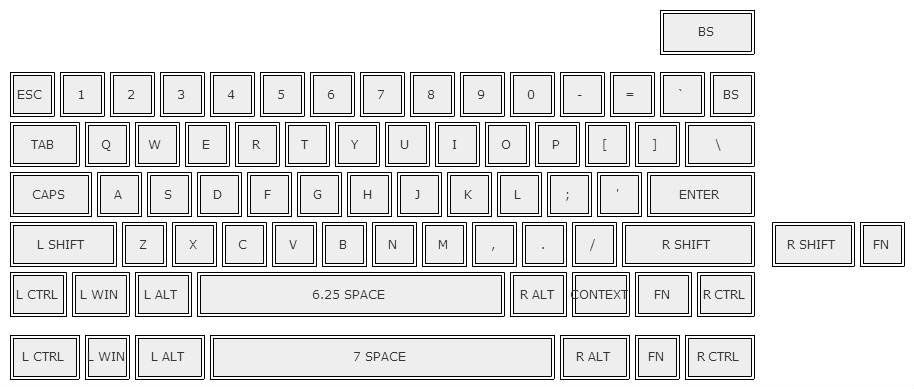 BS
ESC 1 2 3 4 5 6 7 8 9 0 - = ` BS
TAB Q W E R T Y U I O P [ ] \
CAPS A S D F G H J K L ; ' ENTER
L SHIFT Z X C V B N M , . / R SHIFT R SHIFT FN
L CTRL L WIN L ALT 6.25 SPACE R ALT CONTEXT FN R CTRL
L CTRL L WIN L ALT 7 SPACE R ALT FN R CTRL